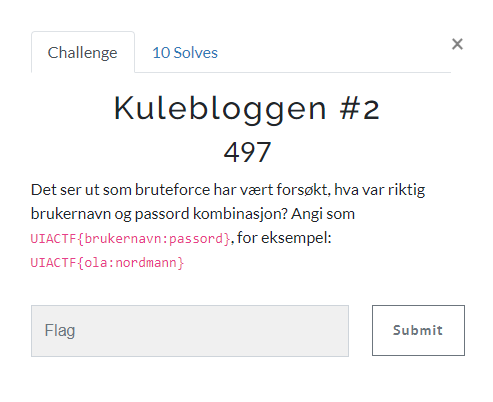 Challenge
10 Solves
×
Kulebloggen #2
497
Det ser ut som bruteforce har vært forsøkt, hva var riktig
brukernavn og passord kombinasjon? Angi som
UIACTF{brukernavn:passord}, for eksempel:
UIACTF{ola:nordmann}
Flag
Submit